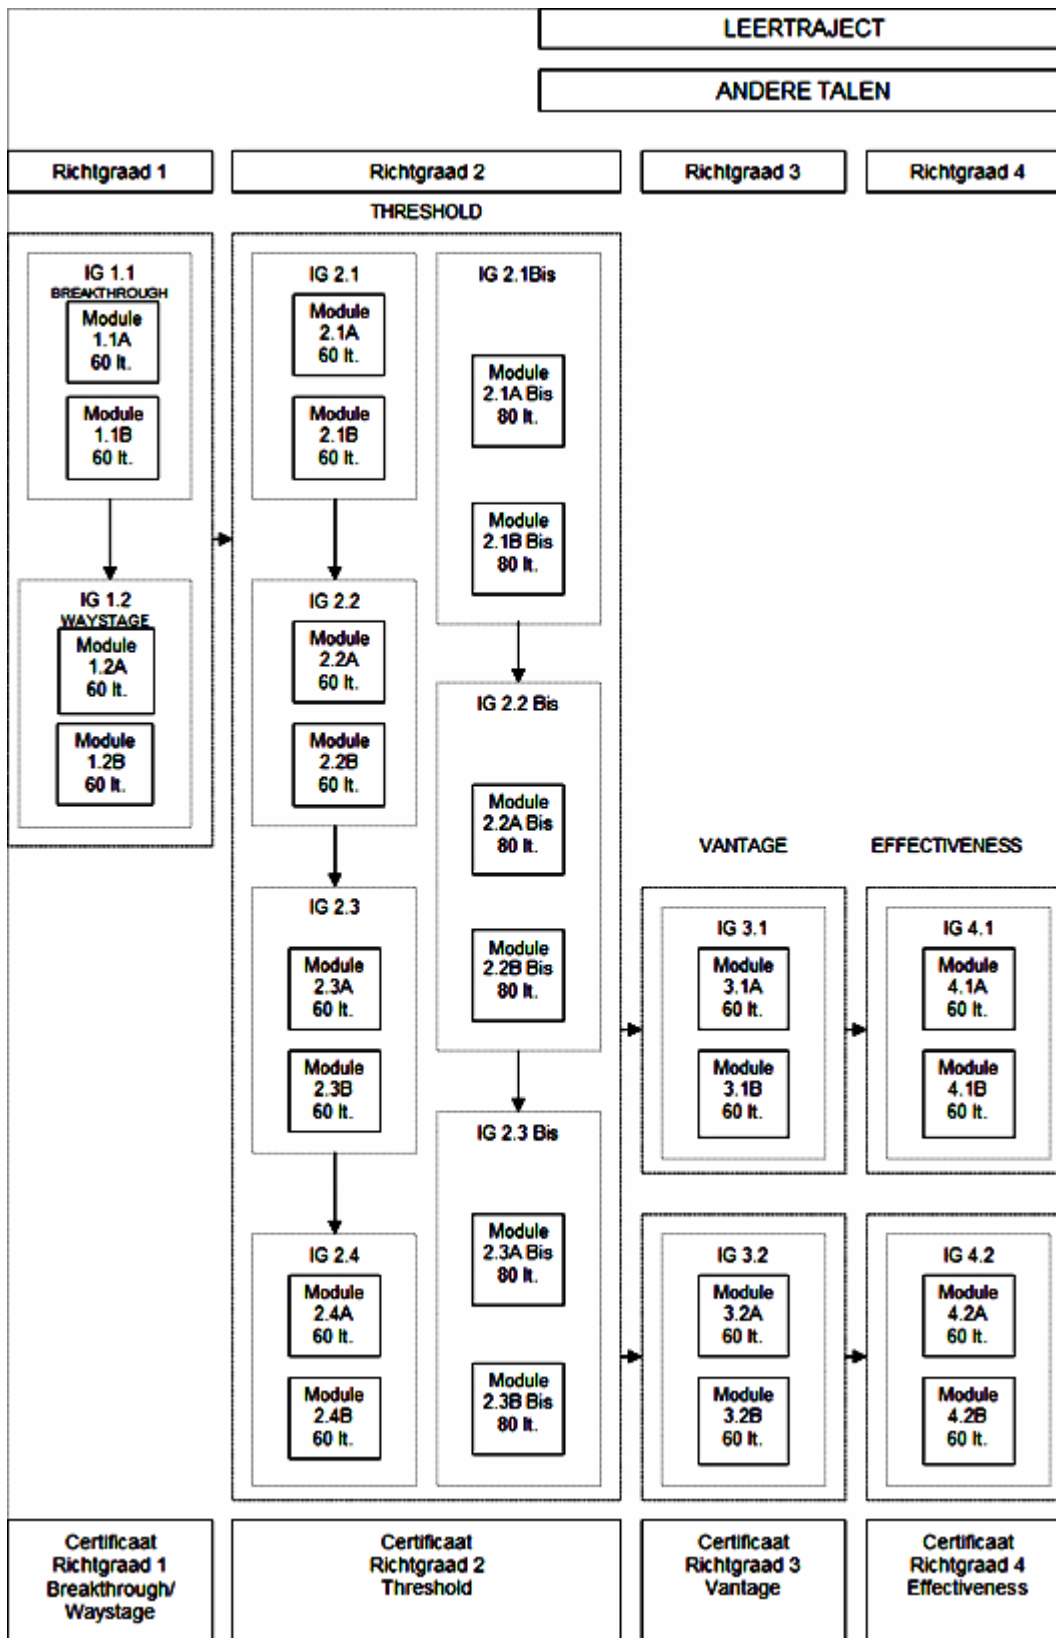 LEERTRAJECT
ANDERE TALEN
Richtgraad 1
Richtgraad 2
Richtgraad 3
Richtgraad 4
THRESHOLD
IG 1.1
BREAKTHROUGH
Module
1.1A
60 lt.
Module
1.1B
60 lt.
IG 1.2
WAYSTAGE
Module
1.2A
60 lt.
Module
1.2B
60 lt.
IG 2.1
Module
2.1A
60 lt.
Module
2.1B
60 lt.
IG 2.2
Module
2.2A
60 lt.
Module
2.2B
60 lt.
IG 2.3
Module
2.3A
60 lt.
Module
2.3B
60 lt.
IG 2.4
Module
2.4A
60 lt.
Module
2.4B
60 lt.
IG 2.1Bis
Module
2.1A Bis
80 lt.
Module
2.1B Bis
80 lt.
IG 2.2 Bis
Module
2.2A Bis
80 lt.
Module
2.2B Bis
80 lt.
IG 2.3 Bis
Module
2.3A Bis
80 lt.
Module
2.3B Bis
80 lt.
VANTAGE
IG 3.1
Module
3.1A
60 lt.
Module
3.1B
60 lt.
IG 3.2
Module
3.2A
60 lt.
Module
3.2B
60 lt.
EFFECTIVENESS
IG 4.1
Module
4.1A
60 lt.
Module
4.1B
60 lt.
IG 4.2
Module
4.2A
60 lt.
Module
4.2B
60 lt.
Certificaat
Richtgraad 1
Breakthrough/
Waystage
Certificaat
Richtgraad 2
Threshold
Certificaat
Richtgraad 3
Vantage
Certificaat
Richtgraad 4
Effectiveness